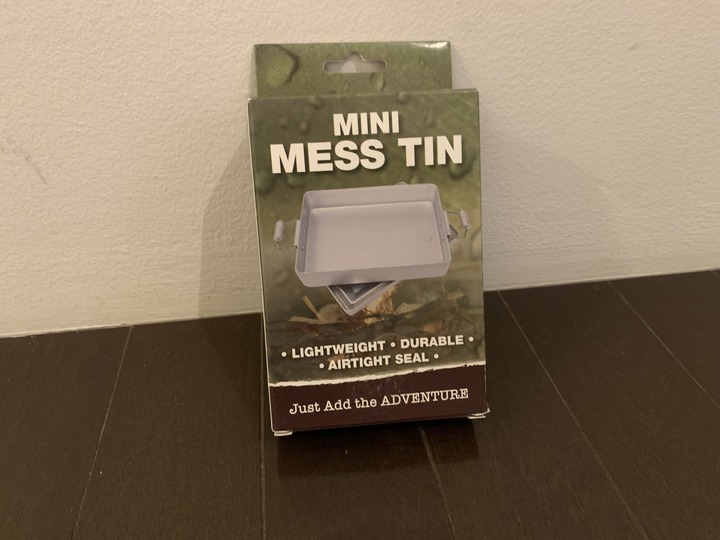 MINI
MESS TIN
• LIGHTWEIGHT • DURABLE •
• AIRTIGHT SEAL •
Just Add the ADVENTURE